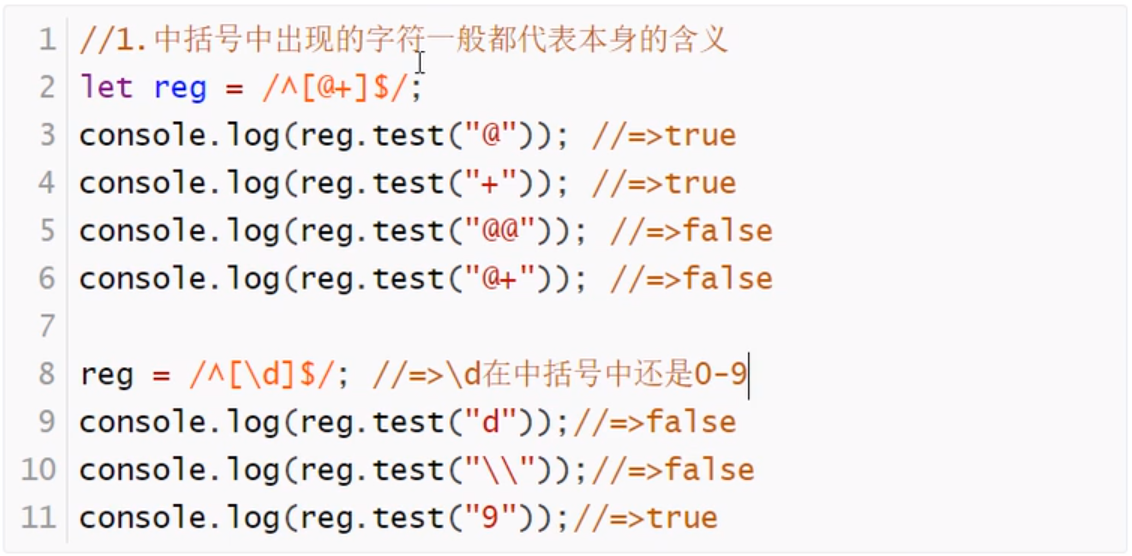 1 //1.中括号中出现的字符一般都代表本身的含义
2 let reg = /^[@+]$/;
3 console.log(reg.test("@")); //=>true
4 console.log(reg.test("+")); //=>true
5 console.log(reg.test("@@")); //=>false
6 console.log(reg.test("@+")); //=>false
7
8 reg = /^[\d]$/; //=>\d在中括号中还是0-9
9 console.log(reg.test("d"));//=>false
10 console.log(reg.test("\\"));//=>false
11 console.log(reg.test("9"));//=>true